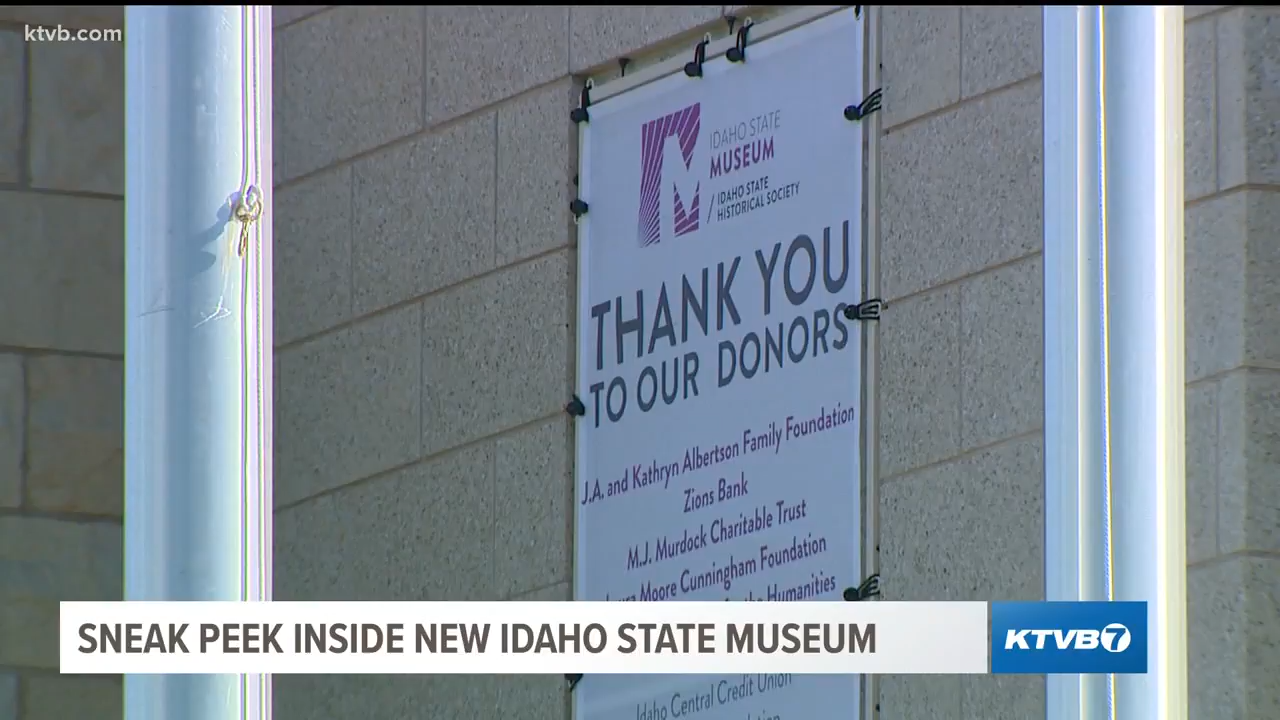 ktvb.com
IDAHO STATE
MUSEUM
/ IDAHO STATE
HISTORICAL SOCIETY
THANK YOU
TO OUR DONORS
J.A. and Kathryn Albertson Family Foundation
Zions Bank
M.J. Murdock Charitable Trust
Moore Cunningham Foundation
the Humanities
SNEAK PEEK INSIDE NEW IDAHO STATE MUSEUM
KTVB7
Idaho Central Credit Union